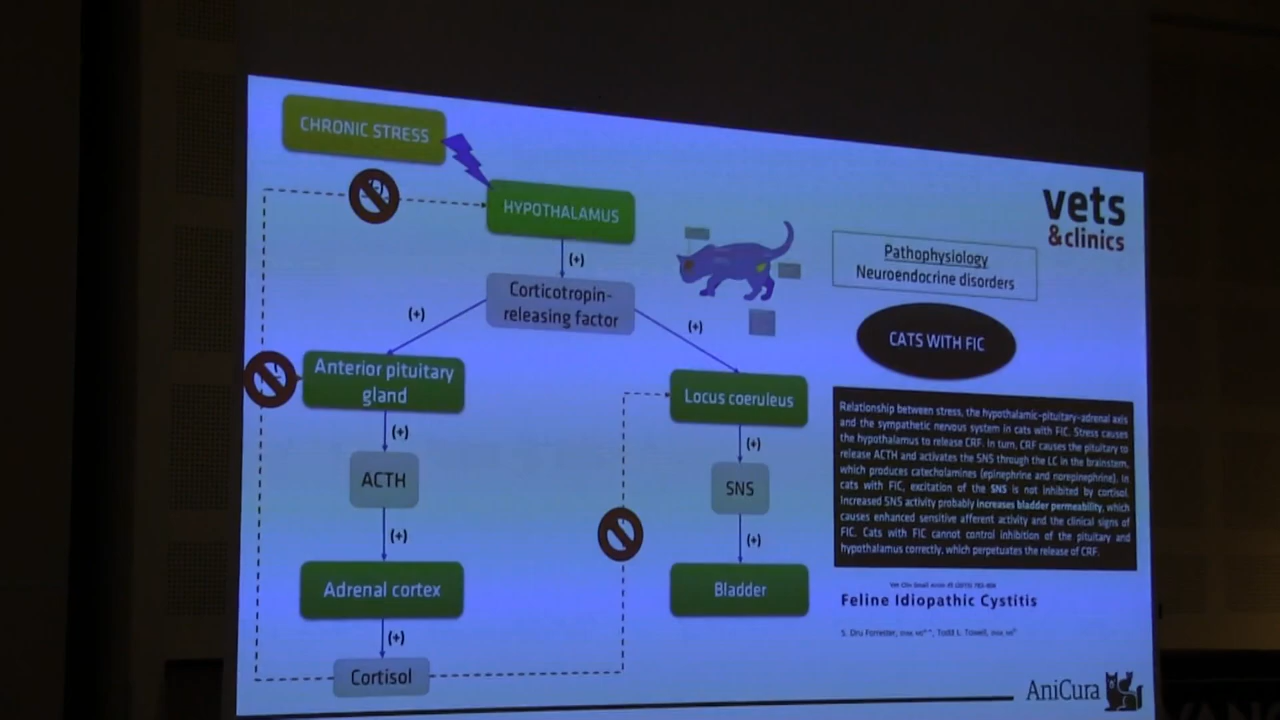 CHRONIC STRESS
HYPOTHALAMUS
(+)
Corticotropin-
releasing factor
(+)
(+)
Anterior pituitary
gland
(+)
ACTH
(+)
Adrenal cortex
(+)
Cortisol
Locus coeruleus
(+)
SNS
(+)
Bladder
vets
&clinics
Pathophysiology
Neuroendocrine disorders
CATS WITH FIC
Relationship between stress, the hypothalamic-pituitary-adrenal axis
and the sympathetic nervous system in cats with FIC. Stress causes
the hypothalamus to release CRF. In turn, CRF causes the pituitary to
release ACTH and activates the SNS through the LC in the brainstem,
which produces catecholamines (epinephrine and norepinephrine). In
cats with FIC, excitation of the SNS is not inhibited by cortisol.
Increased SNS activity probably increases bladder permeability, which
causes enhanced sensitive afferent activity and the clinical signs of
FIC. Cats with FIC cannot control inhibition of the pituitary and
hypothalamus correctly, which perpetuates the release of CRF.
Feline Idiopathic Cystitis
S. Dru Forrester, Todd L. Towell,
AniCura